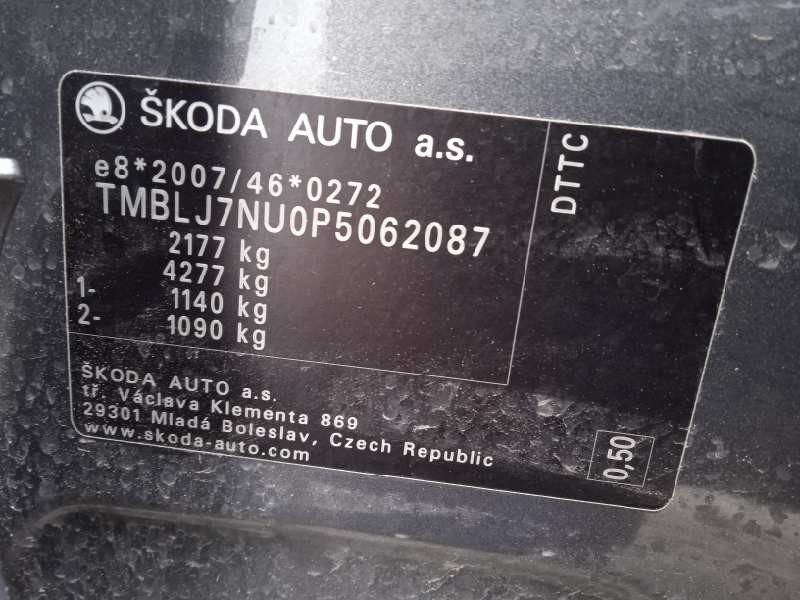 ŠKODA AUTO a.s.
e8*2007/46*0272
TMBLJ7NU0P5062087
2177 kg
4277 kg
1- 1140 kg
2- 1090 kg
DTTC
ŠKODA AUTO a.s.
tř. Václava Klementa 869
29301 Mladá Boleslav, Czech Republic
www.skoda-auto.com
0,50